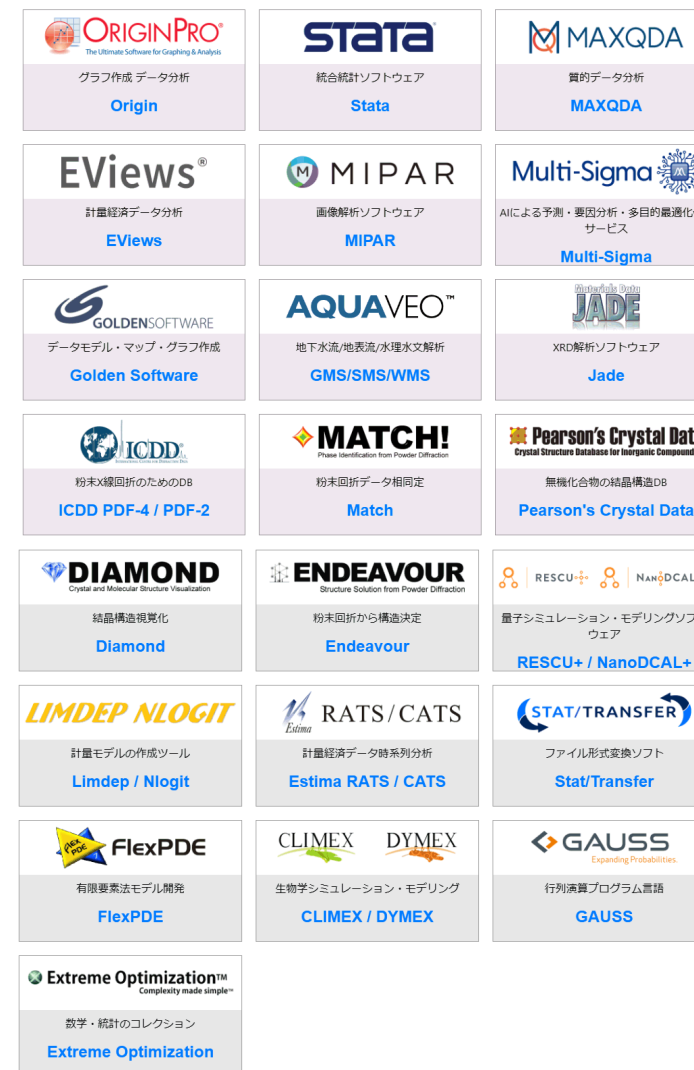 ORIGINPRO®
The Ultimate Software for Graphing & Analysis
グラフ作成 データ分析
Origin
STATA
統合統計ソフトウェア
Stata
MAXQDA
質的データ分析
MAXQDA
EViews®
計量経済データ分析
EViews
M MIPAR
画像解析ソフトウェア
MIPAR
Multi-Sigma
AIによる予測・要因分析・多目的最適化
サービス
Multi-Sigma
GOLDENSOFTWARE
データモデル・マップ・グラフ作成
Golden Software
AQUAVEO™
地下水流/地表流/水理水文解析
GMS/SMS/WMS
Materials Data
JADE
XRD解析ソフトウェア
Jade
ICDD
粉末X線回折のためのDB
ICDD PDF-4 / PDF-2
MATCH!
Phase Identification from Powder Diffraction
粉末回折データ相同定
Match
Pearson's Crystal Dat
Crystal Structure Database for Inorganic Compound
無機化合物の結晶構造DB
Pearson's Crystal Data
DIAMOND
Crystal and Molecular Structure Visualization
結晶構造視覚化
Diamond
ENDEAVOUR
Structure Solution from Powder Diffraction
粉末回折から構造決定
Endeavour
RESCU NANODCAL
量子シミュレーション・モデリングソフ
ウェア
RESCU+ / NanoDCAL+
LIMDEP NLOGIT
計量モデルの作成ツール
Limdep / Nlogit
Estima RATS/CATS
計量経済データ時系列分析
Estima RATS / CATS
STAT/TRANSFER
ファイル形式変換ソフト
Stat/Transfer
FLEX PDE FlexPDE
有限要素法モデル開発
FlexPDE
CLIMEX DYMEX
生物学シミュレーション・モデリング
CLIMEX / DYMEX
GAUSS
Expanding Probabilities.
行列演算プログラム言語
GAUSS
Extreme Optimization™
Complexity made simple™
数学・統計のコレクション
Extreme Optimization